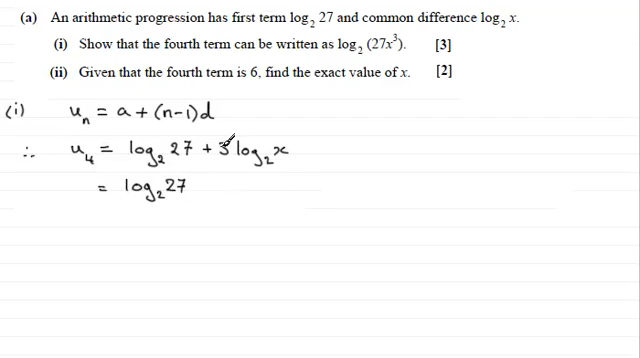 (a) An arithmetic progression has first term log₂ 27 and common difference log₂ x.
(i) Show that the fourth term can be written as log₂ (27x³). [3]
(ii) Given that the fourth term is 6, find the exact value of x. [2]
(i) uₙ = a + (n-1)d
∴ u₄ = log₂ 27 + 3 log₂ x
= log₂ 27